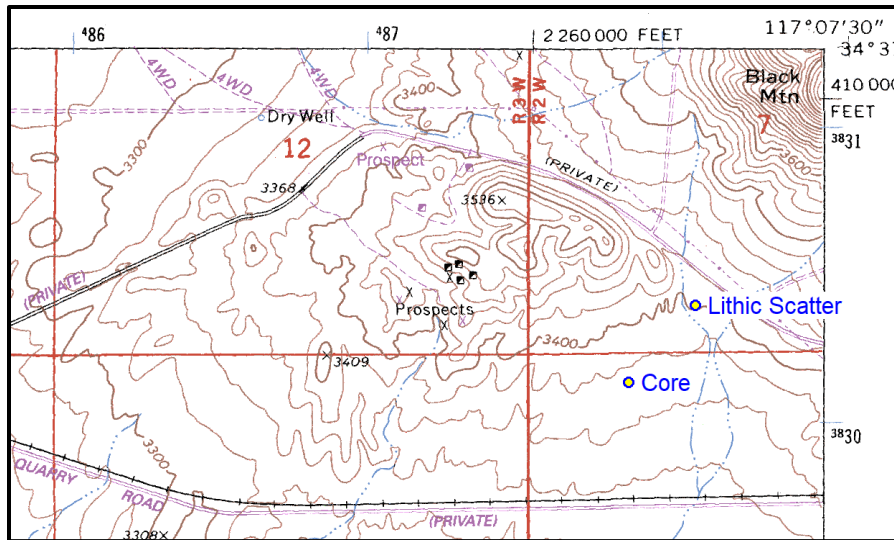 ⁴86
⁴87
2 260 000 FEET
117°07'30"
34°3
4WD
4WD
4WD
3400
R 3 W
R 2 W
Black
Mtn
410 000
FEET
Dry Well
3300
12
7
³⁸31
Prospect
(PRIVATE)
3600
3368
3536
(PRIVATE)
Lithic Scatter
Prospects
3400
3409
Core
3300
³⁸30
QUARRY ROAD
(PRIVATE)
3308